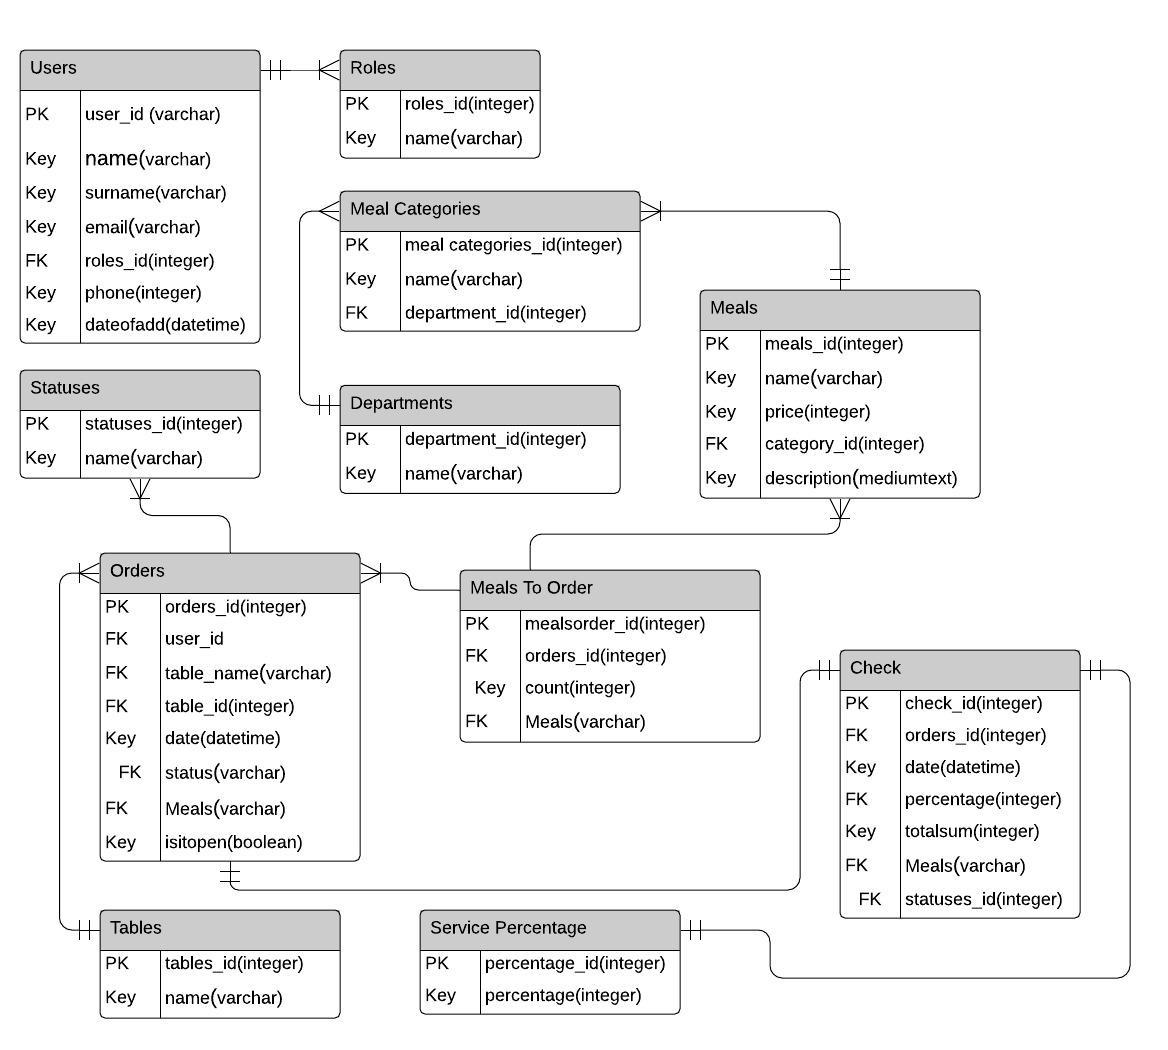 Users
PK user_id (varchar)
Key name(varchar)
Key surname(varchar)
Key email(varchar)
FK roles_id(integer)
Key phone(integer)
Key dateofadd(datetime)
Roles
PK roles_id(integer)
Key name(varchar)
Meal Categories
PK meal categories_id(integer)
Key name(varchar)
FK department_id(integer)
Meals
PK meals_id(integer)
Key name(varchar)
Key price(integer)
FK category_id(integer)
Key description(mediumtext)
Statuses
PK statuses_id(integer)
Key name(varchar)
Departments
PK department_id(integer)
Key name(varchar)
Orders
PK orders_id(integer)
FK user_id
FK table_name(varchar)
FK table_id(integer)
Key date(datetime)
FK status(varchar)
FK Meals(varchar)
Key isitopen(boolean)
Meals To Order
PK mealsorder_id(integer)
FK orders_id(integer)
Key count(integer)
FK Meals(varchar)
Check
PK check_id(integer)
FK orders_id(integer)
Key date(datetime)
FK percentage(integer)
Key totalsum(integer)
FK Meals(varchar)
FK statuses_id(integer)
Tables
PK tables_id(integer)
Key name(varchar)
Service Percentage
PK percentage_id(integer)
Key percentage(integer)